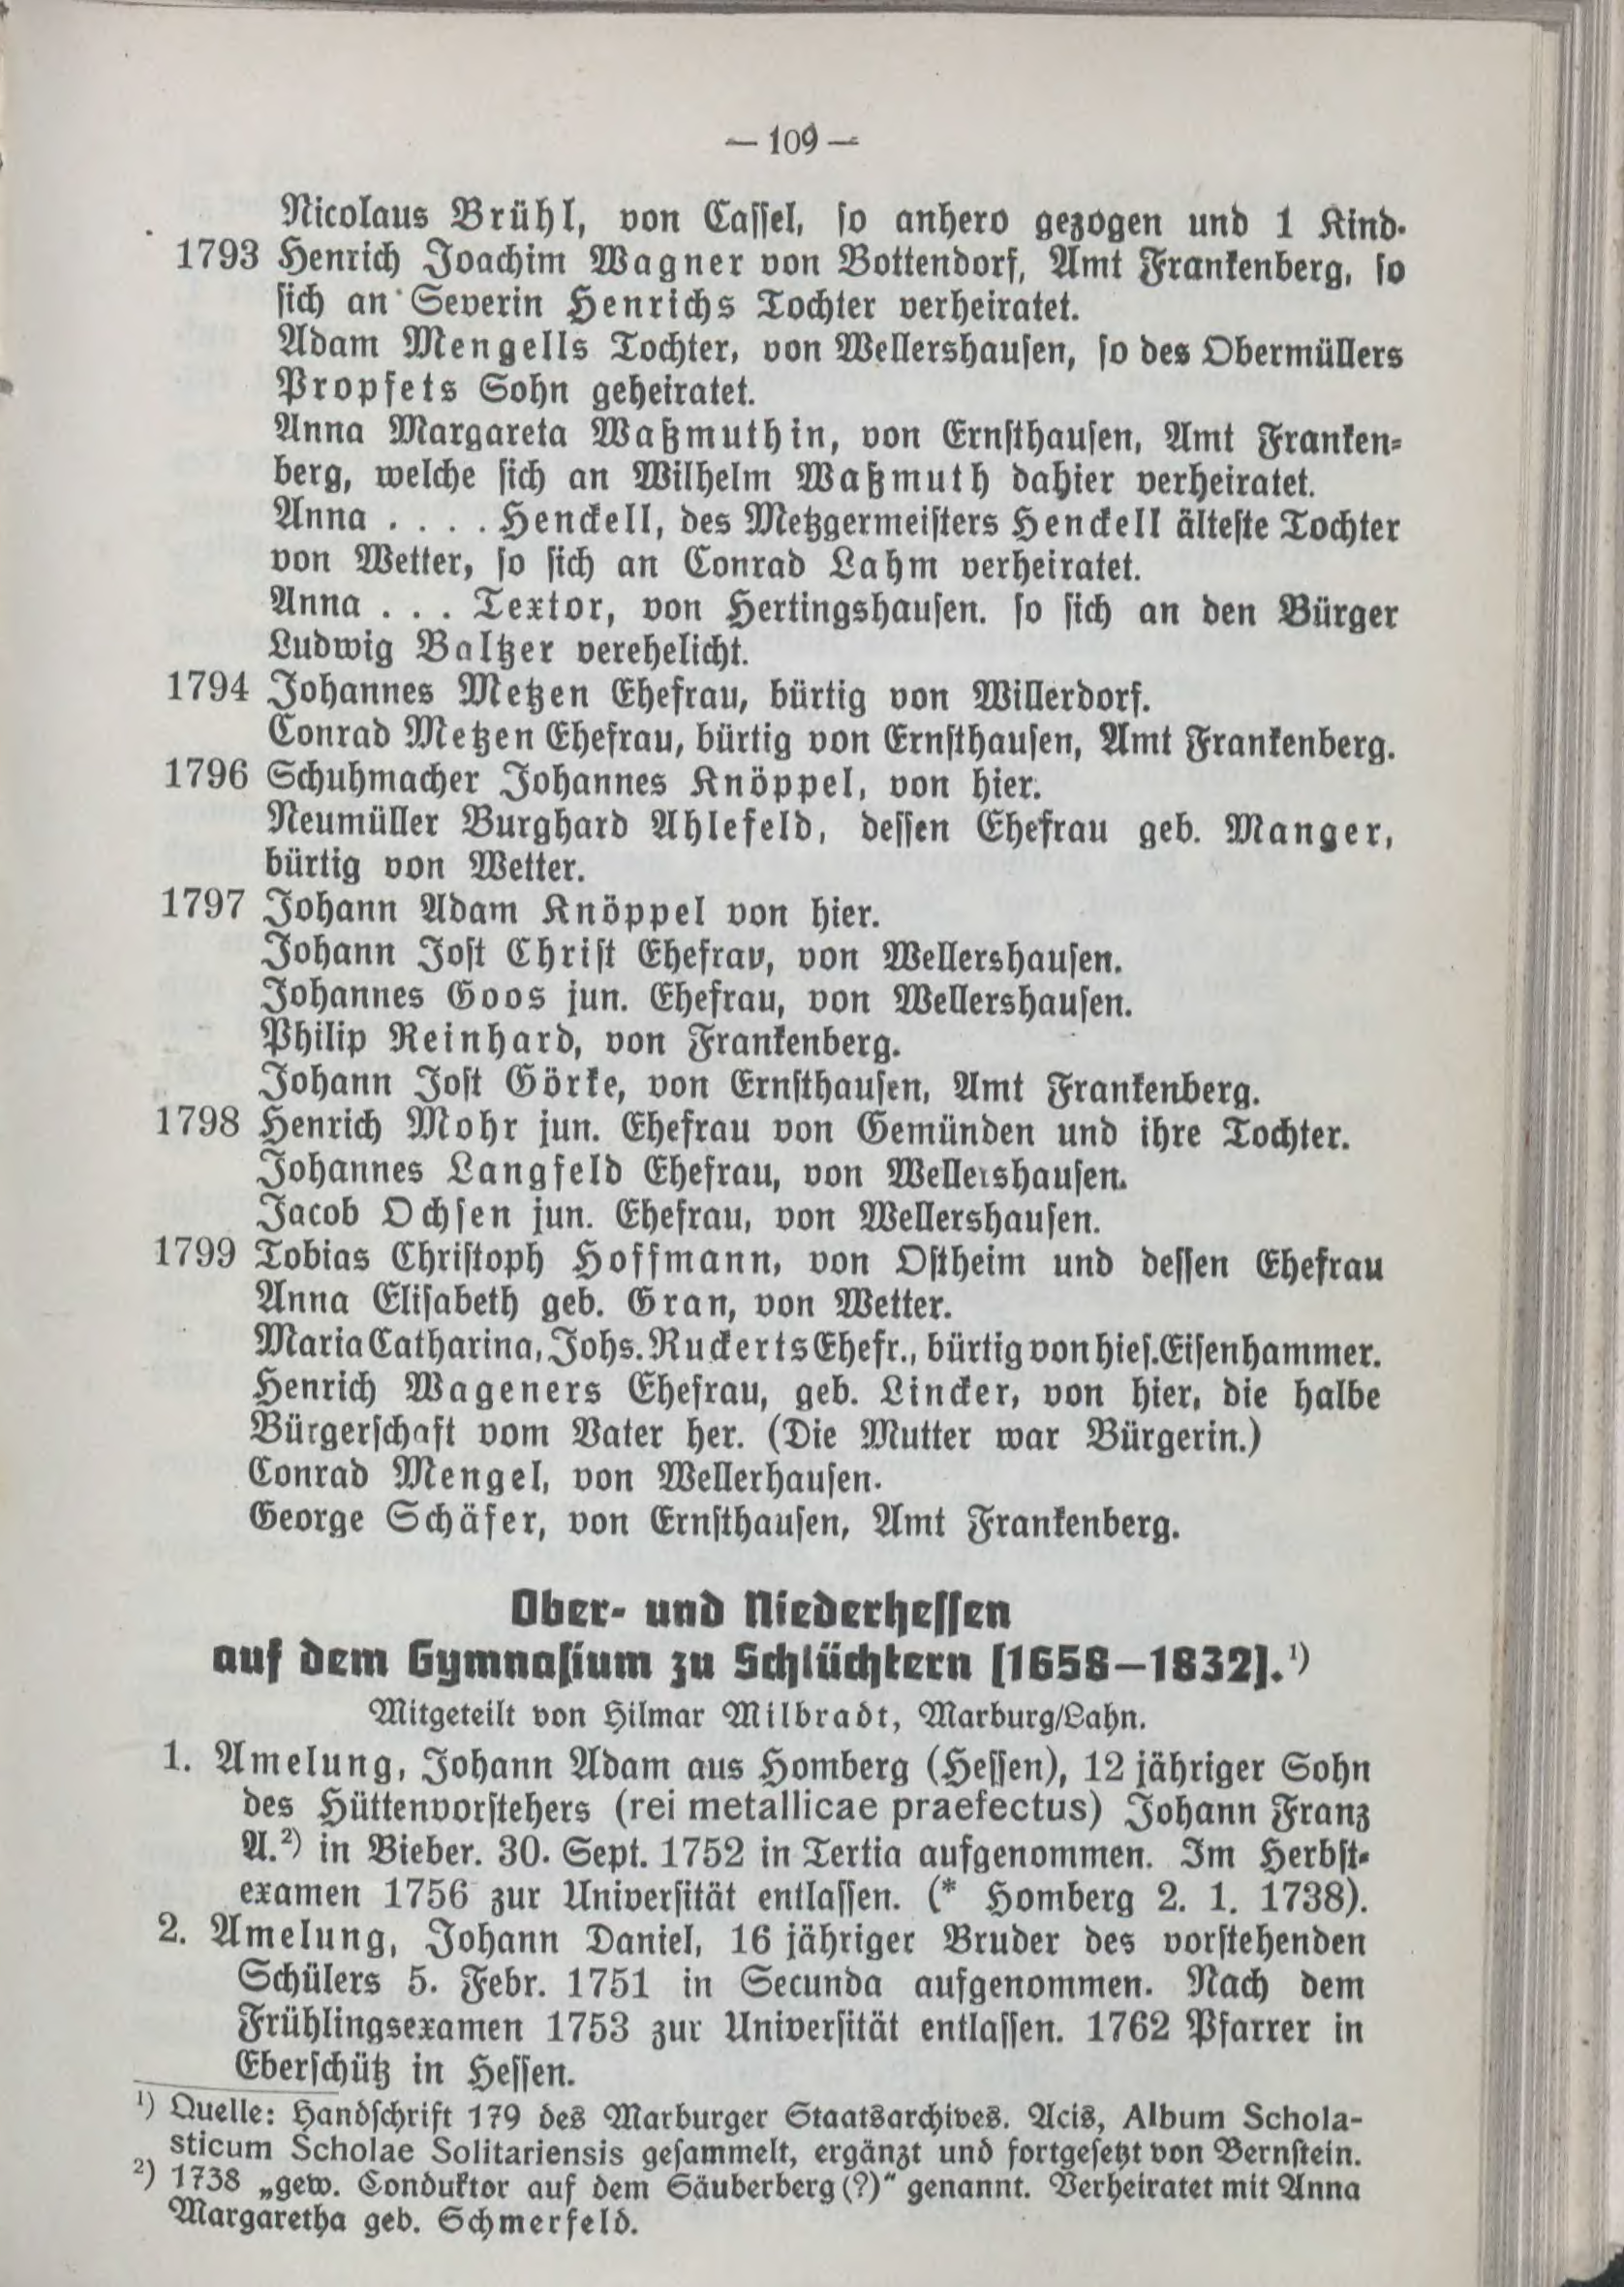 — 109 —
Nicolaus Brühl, von Cassel, so anhero gezogen und 1 Kind.
1793 Henrich Joachim Wagner von Bottendorf, Amt Frankenberg, so
sich an Severin Henrichs Tochter verheiratet.
Adam Mengells Tochter, von Wellershausen, so des Obermüllers
Propfets Sohn geheiratet.
Anna Margareta Waßmuthin, von Ernsthausen, Amt Franken-
berg, welche sich an Wilhelm Waßmuth dahier verheiratet.
Anna . . . . Henckell, des Metzgermeisters Henckell älteste Tochter
von Wetter, so sich an Conrad Lahm verheiratet.
Anna . . . Textor, von Hertingshausen. so sich an den Bürger
Ludwig Baltzer verehelicht.
1794 Johannes Metzen Ehefrau, bürtig von Willerdorf.
Conrad Metzen Ehefrau, bürtig von Ernsthausen, Amt Frankenberg.
1796 Schuhmacher Johannes Knöppel, von hier.
Neumüller Burghard Ahlefeld, dessen Ehefrau geb. Manger,
bürtig von Wetter.
1797 Johann Adam Knöppel von hier.
Johann Jost Christ Ehefrau, von Wellershausen.
Johannes Goos jun. Ehefrau, von Wellershausen.
Philip Reinhard, von Frankenberg.
Johann Jost Görke, von Ernsthausen, Amt Frankenberg.
1798 Henrich Mohr jun. Ehefrau von Gemünden und ihre Tochter.
Johannes Langfeld Ehefrau, von Wellershausen.
Jacob Ochsen jun. Ehefrau, von Wellershausen.
1799 Tobias Christoph Hoffmann, von Ostheim und dessen Ehefrau
Anna Elisabeth geb. Gran, von Wetter.
Maria Catharina, Johs. Ruckerts Ehefr., bürtig von hies. Eisenhammer.
Henrich Wageners Ehefrau, geb. Lincker, von hier, die halbe
Bürgerschaft vom Vater her. (Die Mutter war Bürgerin.)
Conrad Mengel, von Wellerhausen.
George Schäfer, von Ernsthausen, Amt Frankenberg.
Ober- und Niederhessen
auf dem Gymnasium zu Schlüchtern [1658–1832].¹)
Mitgeteilt von Hilmar Milbradt, Marburg/Lahn.
1. Amelung, Johann Adam aus Homberg (Hessen), 12 jähriger Sohn
des Hüttenvorstehers (rei metallicae praefectus) Johann Franz
A.²) in Bieber. 30. Sept. 1752 in Tertia aufgenommen. Im Herbst-
examen 1756 zur Universität entlassen. (* Homberg 2. 1. 1738).
2. Amelung, Johann Daniel, 16 jähriger Bruder des vorstehenden
Schülers 5. Febr. 1751 in Secunda aufgenommen. Nach dem
Frühlingsexamen 1753 zur Universität entlassen. 1762 Pfarrer in
Eberschütz in Hessen.
¹) Quelle: Handschrift 179 des Marburger Staatsarchives. Acis, Album Schola-
sticum Scholae Solitariensis gesammelt, ergänzt und fortgesetzt von Bernstein.
²) 1738 „gew. Conduktor auf dem Säuberberg (?)“ genannt. Verheiratet mit Anna
Margaretha geb. Schmerfeld.